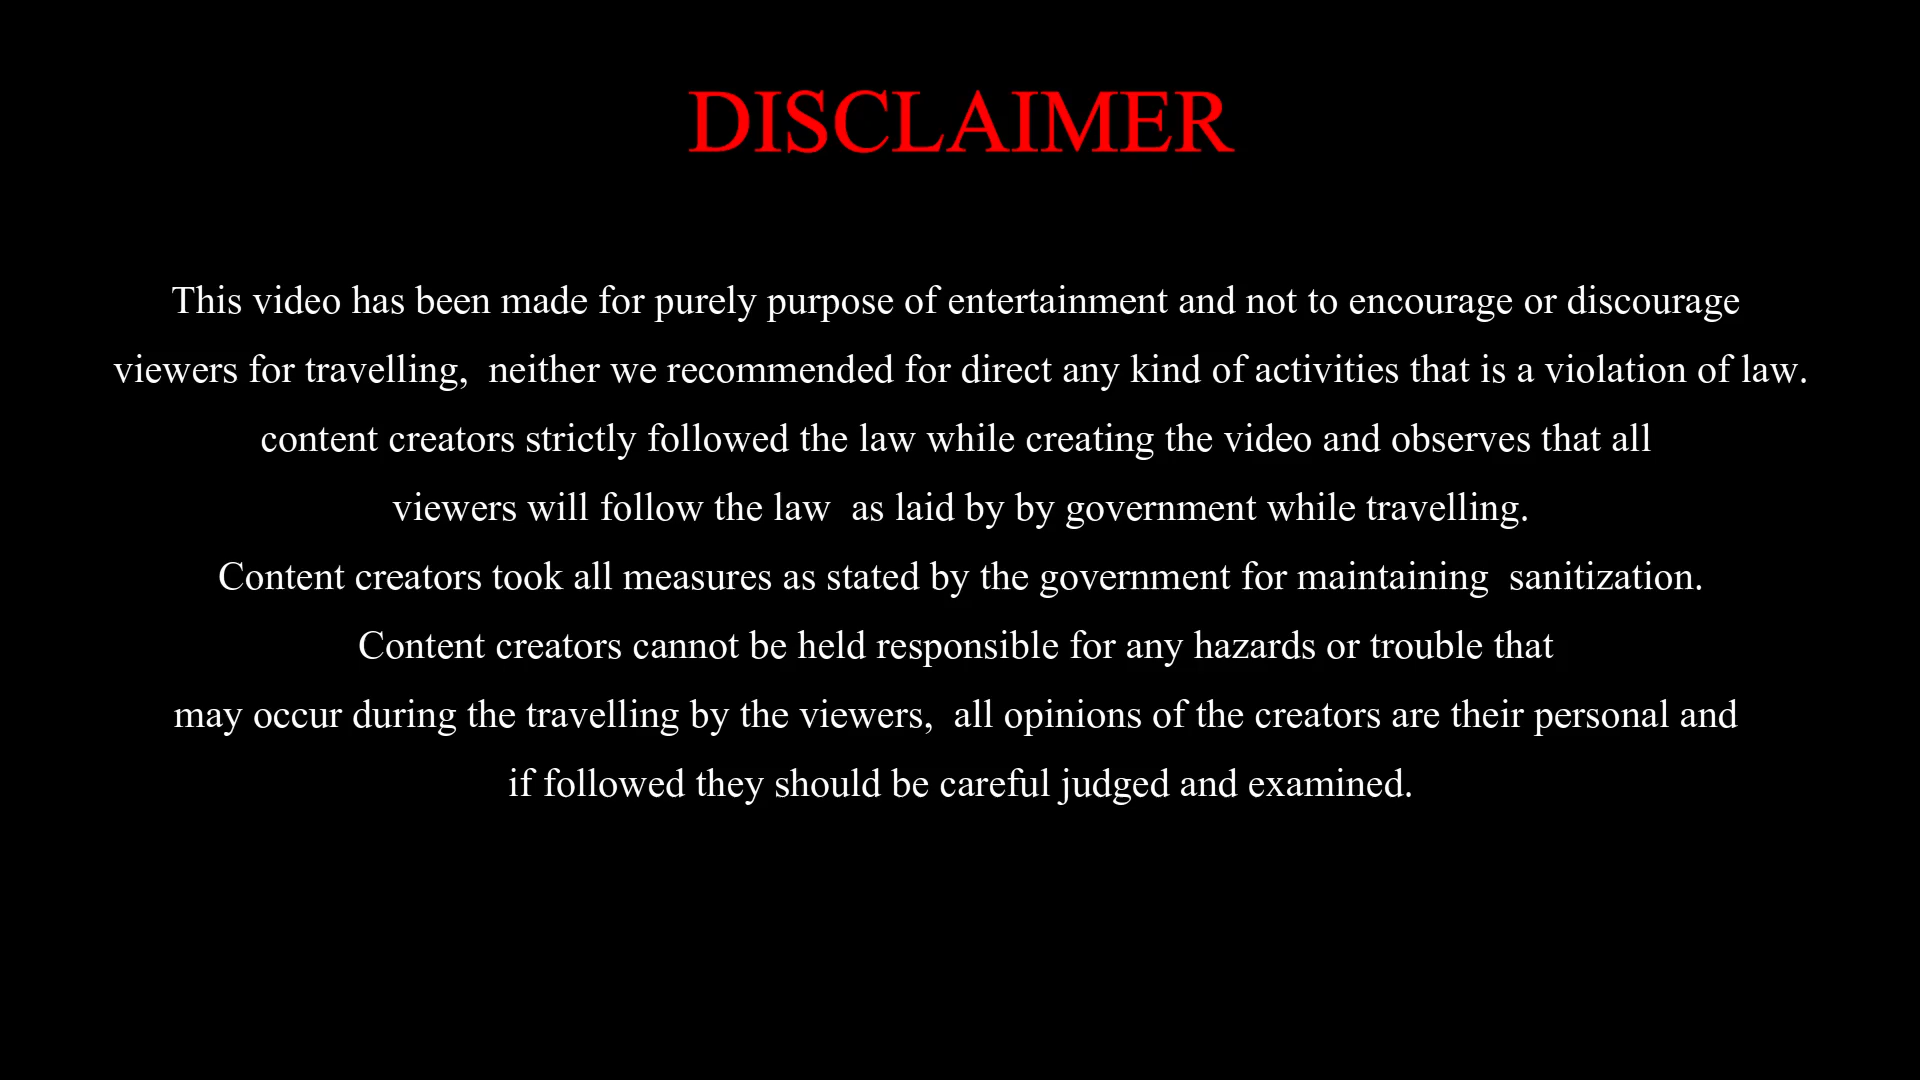 DISCLAIMER
This video has been made for purely purpose of entertainment and not to encourage or discourage
viewers for travelling,  neither we recommended for direct any kind of activities that is a violation of law.
content creators strictly followed the law while creating the video and observes that all
viewers will follow the law  as laid by by government while travelling.
Content creators took all measures as stated by the government for maintaining  sanitization.
Content creators cannot be held responsible for any hazards or trouble that
may occur during the travelling by the viewers,  all opinions of the creators are their personal and
if followed they should be careful judged and examined.